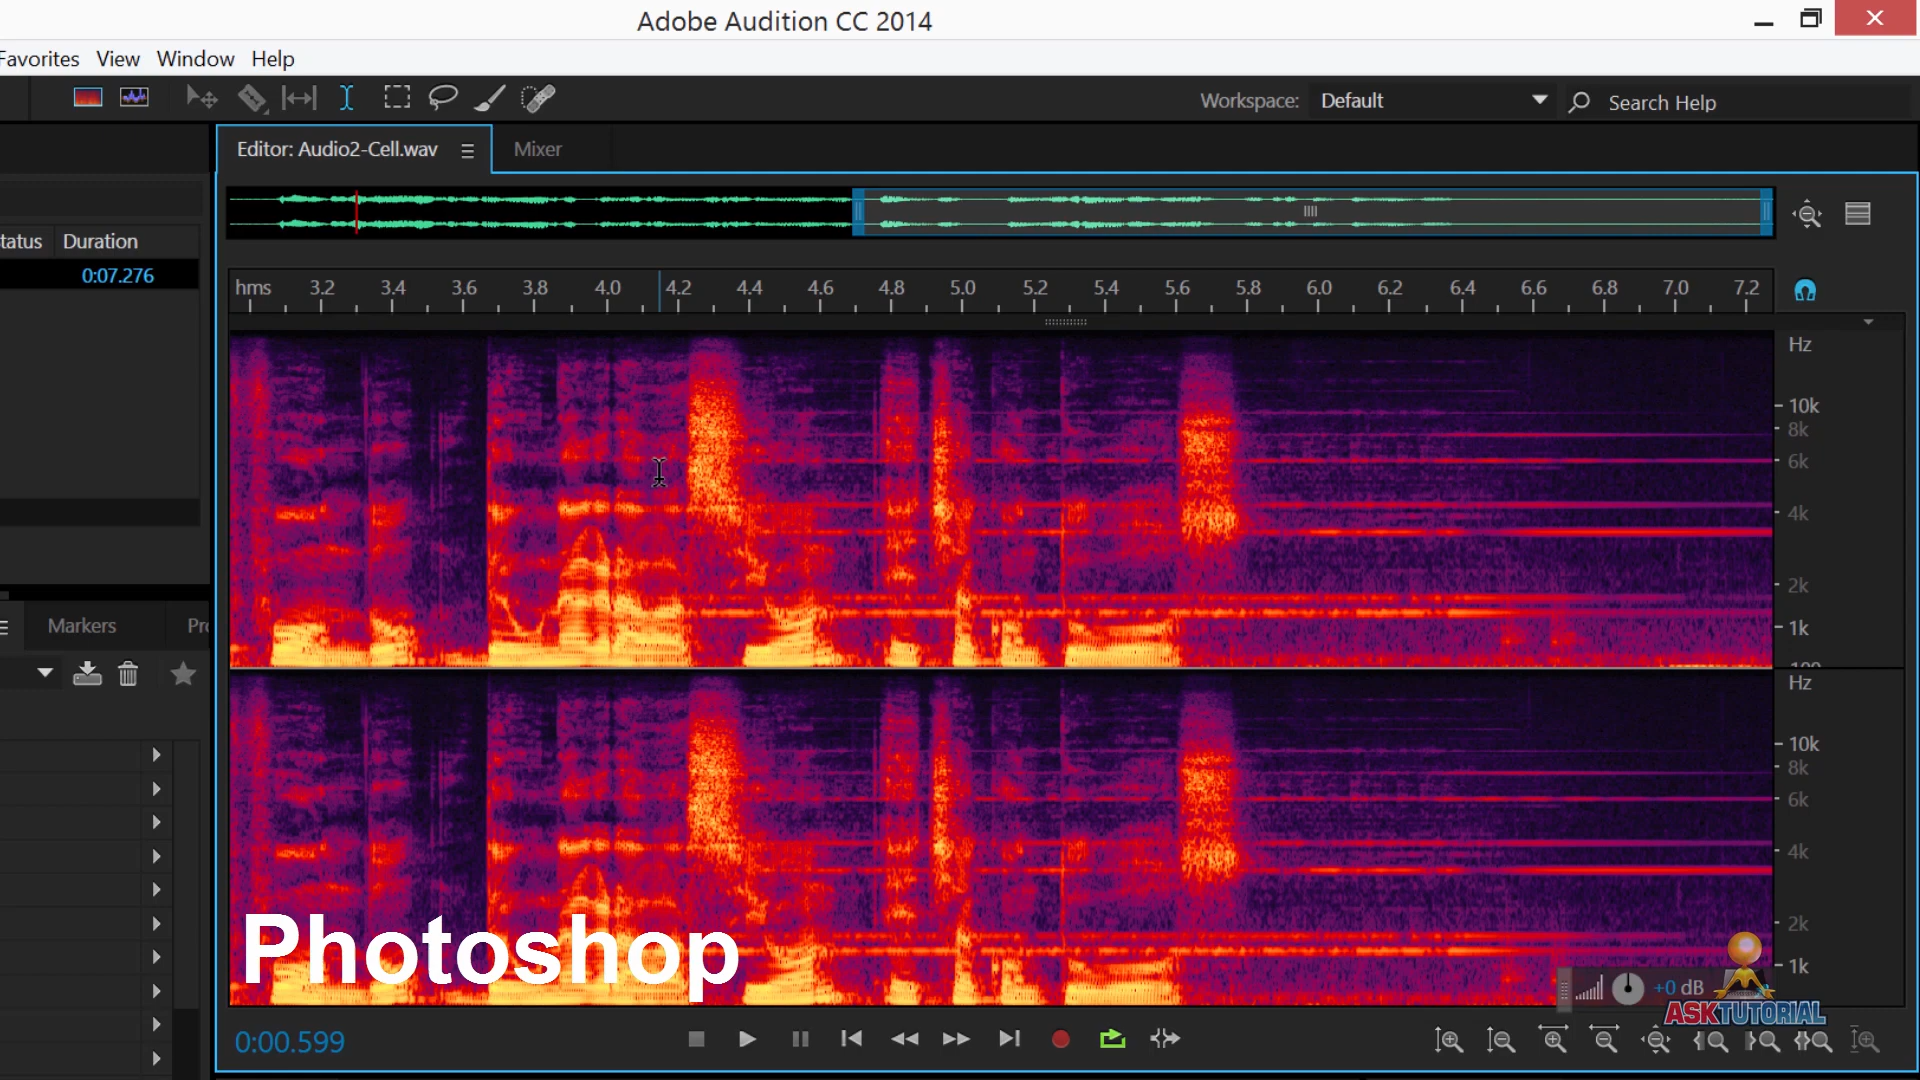 Adobe Audition CC 2014
Favorites View Window Help
Workspace: Default Search Help
Editor: Audio2-Cell.wav Mixer
tatus Duration
0:07.276
hms 3.2 3.4 3.6 3.8 4.0 4.2 4.4 4.6 4.8 5.0 5.2 5.4 5.6 5.8 6.0 6.2 6.4 6.6 6.8 7.0 7.2
Hz
10k
8k
6k
4k
2k
1k
Markers Pr
Hz
10k
8k
6k
4k
2k
1k
Photoshop
+0 dB
ASKTUTORIAL
0:00.599